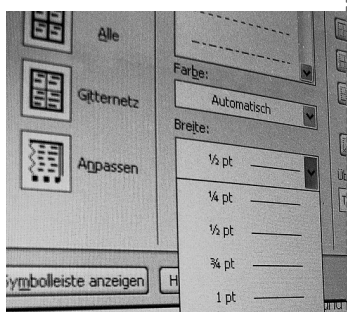 Alle
Gitternetz
Anpassen
Farbe:
Automatisch
Breite:
½ pt
¼ pt
½ pt
¾ pt
1 pt
Symbolleiste anzeigen
H